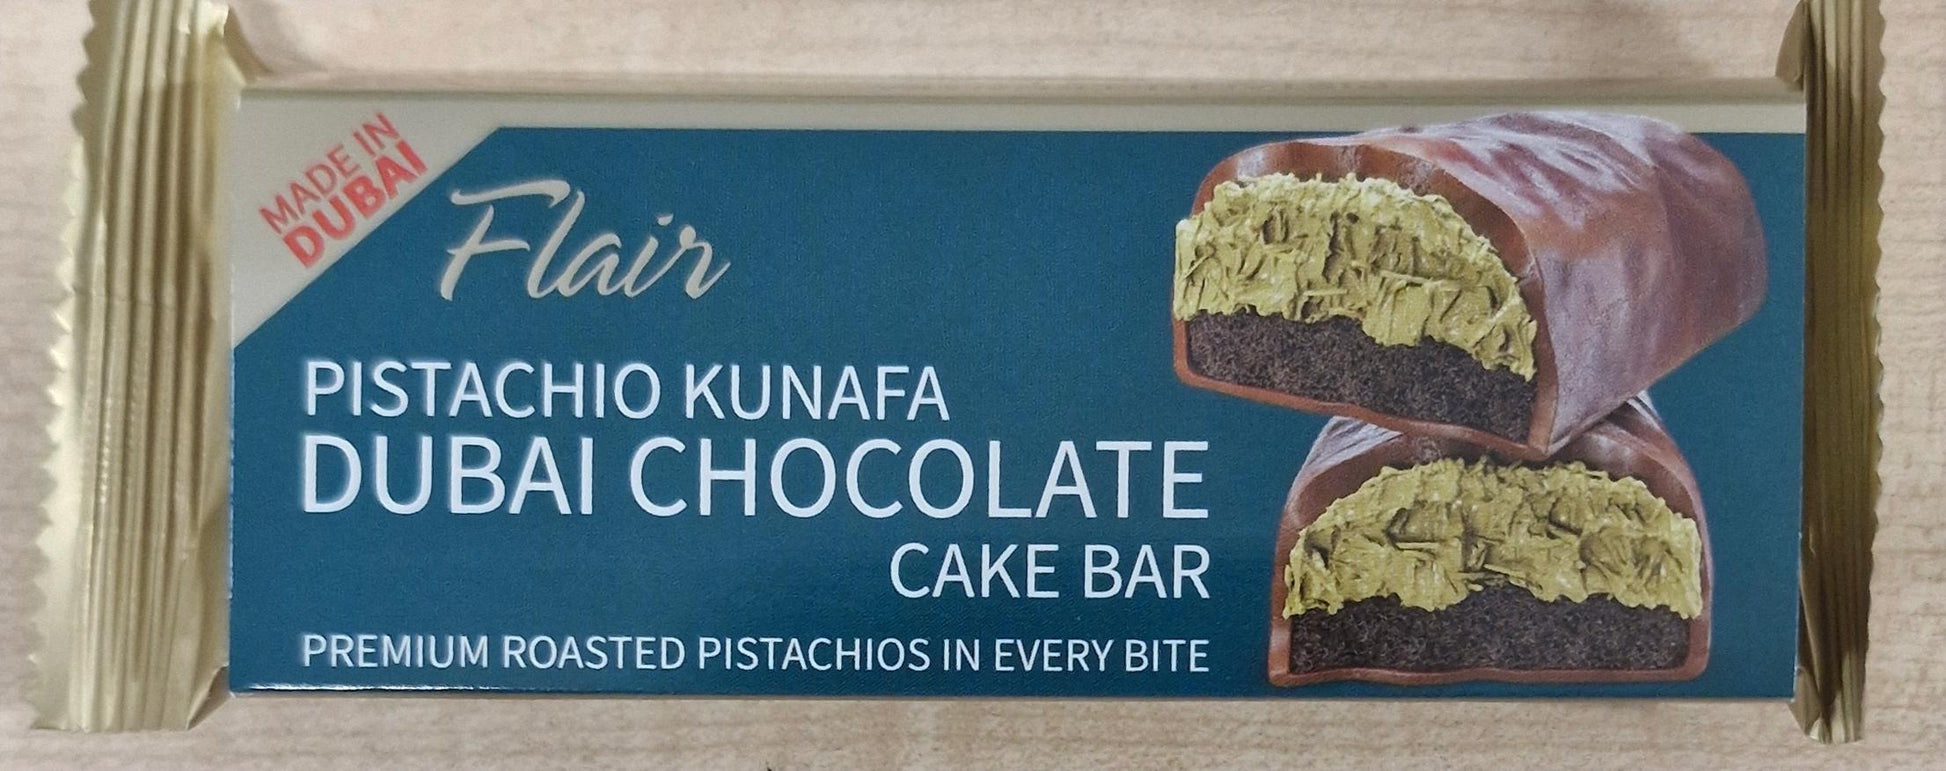 MADE IN
DUBAI
Flair
PISTACHIO KUNAFA
DUBAI CHOCOLATE
CAKE BAR
PREMIUM ROASTED PISTACHIOS IN EVERY BITE